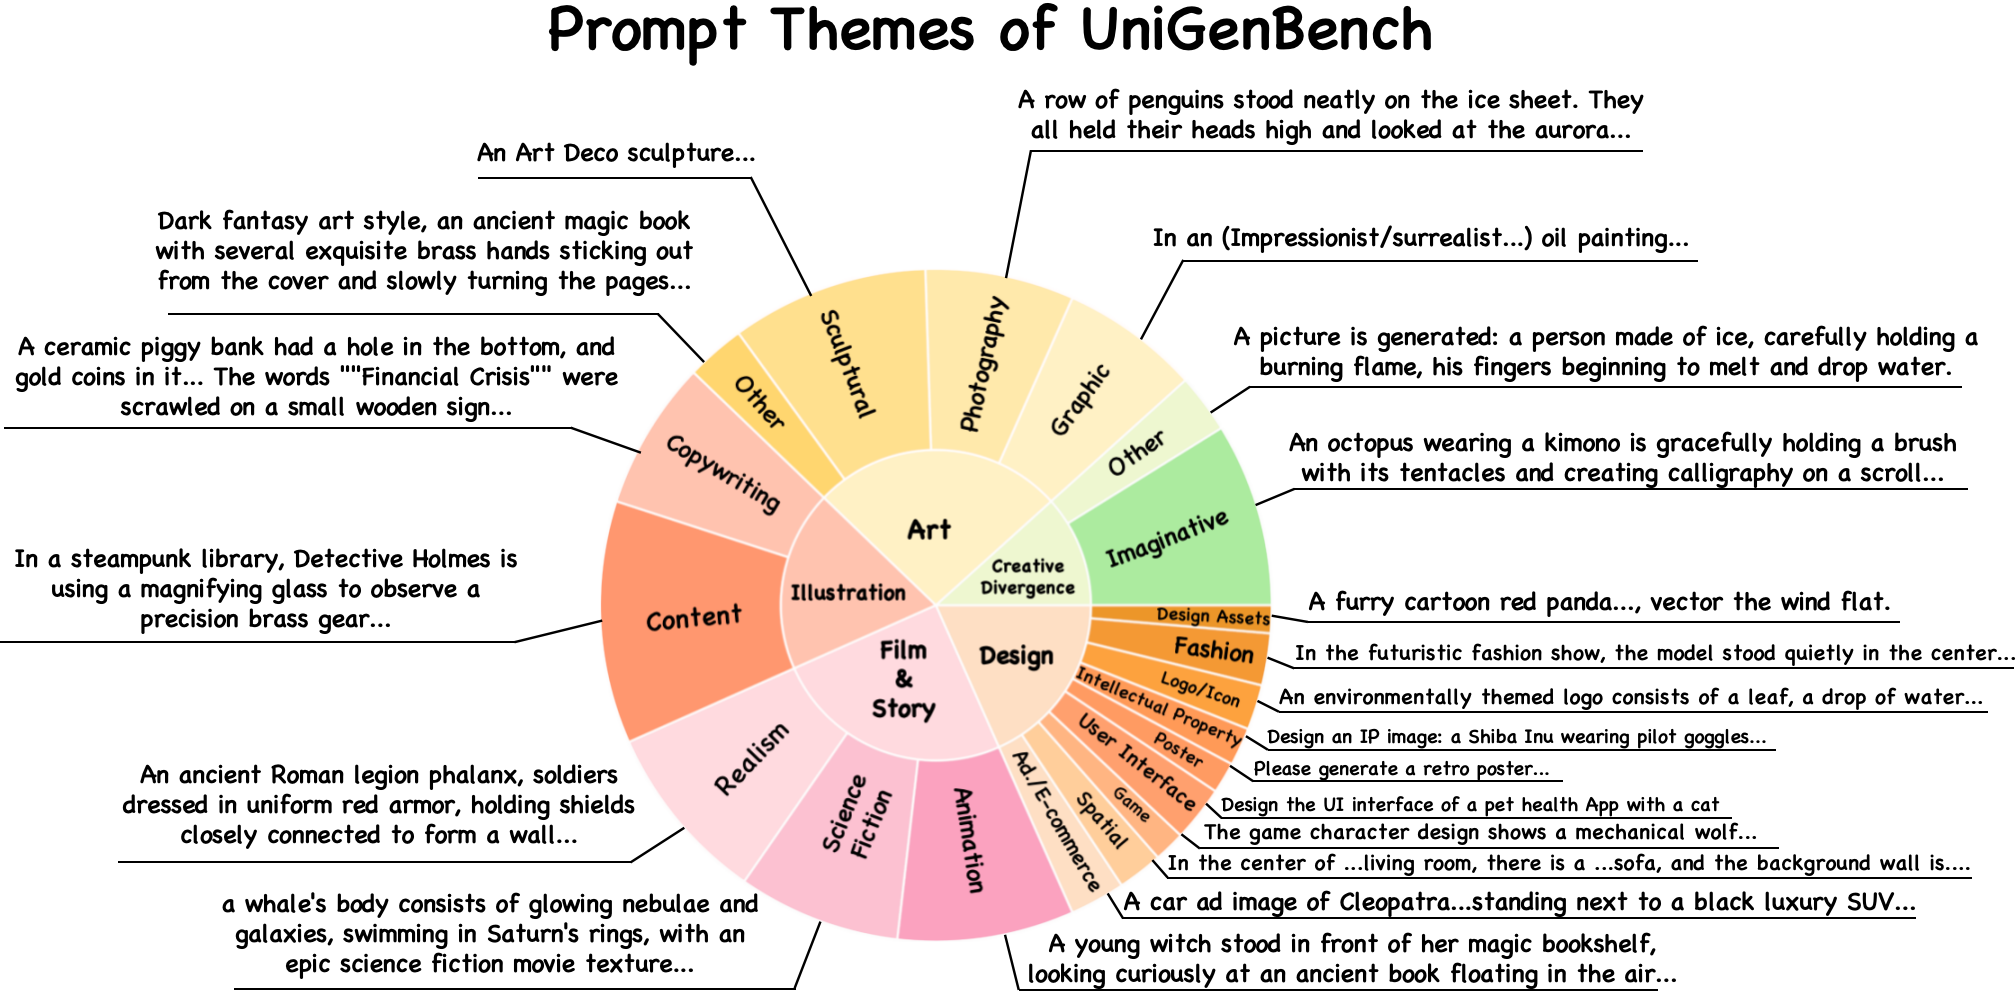 Prompt Themes of UniGenBench
A row of penguins stood neatly on the ice sheet. They
all held their heads high and looked at the aurora...
An Art Deco sculpture...
Dark fantasy art style, an ancient magic book
with several exquisite brass hands sticking out
from the cover and slowly turning the pages...
In an (Impressionist/surrealist...) oil painting...
A ceramic piggy bank had a hole in the bottom, and
gold coins in it... The words ""Financial Crisis"" were
scrawled on a small wooden sign...
A picture is generated: a person made of ice, carefully holding a
burning flame, his fingers beginning to melt and drop water.
An octopus wearing a kimono is gracefully holding a brush
with its tentacles and creating calligraphy on a scroll...
In a steampunk library, Detective Holmes is
using a magnifying glass to observe a
precision brass gear...
Other
Sculptural
Photography
Graphic
Other
Copywriting
Imaginative
Art
Creative
Divergence
Illustration
Content
Film
&
Story
Design
Design Assets
Fashion
Logo/Icon
Intellectual Property
Poster
User Interface
Game
Spatial
Ad./E-commerce
Realism
Science
Fiction
Animation
A furry cartoon red panda..., vector the wind flat.
In the futuristic fashion show, the model stood quietly in the center...
An environmentally themed logo consists of a leaf, a drop of water...
Design an IP image: a Shiba Inu wearing pilot goggles...
Please generate a retro poster...
Design the UI interface of a pet health App with a cat
The game character design shows a mechanical wolf...
In the center of ...living room, there is a ...sofa, and the background wall is....
A car ad image of Cleopatra...standing next to a black luxury SUV...
A young witch stood in front of her magic bookshelf,
looking curiously at an ancient book floating in the air...
An ancient Roman legion phalanx, soldiers
dressed in uniform red armor, holding shields
closely connected to form a wall...
a whale's body consists of glowing nebulae and
galaxies, swimming in Saturn's rings, with an
epic science fiction movie texture...